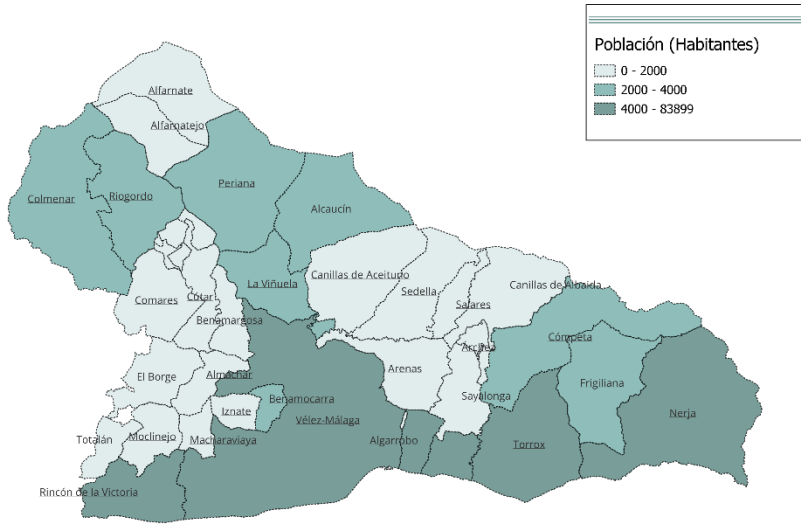 Población (Habitantes)
0 - 2000
2000 - 4000
4000 - 83899
Alfarnate
Alfarnatejo
Colmenar
Riogordo
Periana
Alcaucín
La Viñuela
Canillas de Aceituno
Sedella
Salares
Canillas de Albaida
Comares
Cútar
Benamargosa
Archez
Cómpeta
El Borge
Almáchar
Arenas
Frigiliana
Iznate
Benamocarra
Sayalonga
Vélez-Málaga
Nerja
Totalán
Moclinejo
Macharaviaya
Algarrobo
Torrox
Rincón de la Victoria